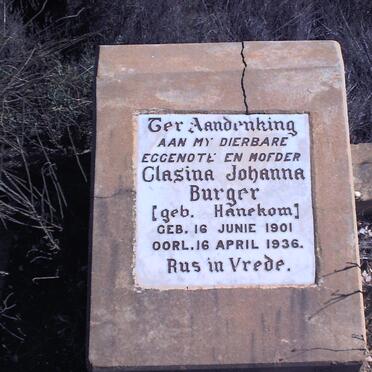 Ter Aandenking
AAN MY DIERBARE
EGGENOTE EN MOEDER
Clasina Johanna
Burger
[geb. Hanekom]
GEB. 16 JUNIE 1901
OORL. 16 APRIL 1936.
Rus in Vrede.